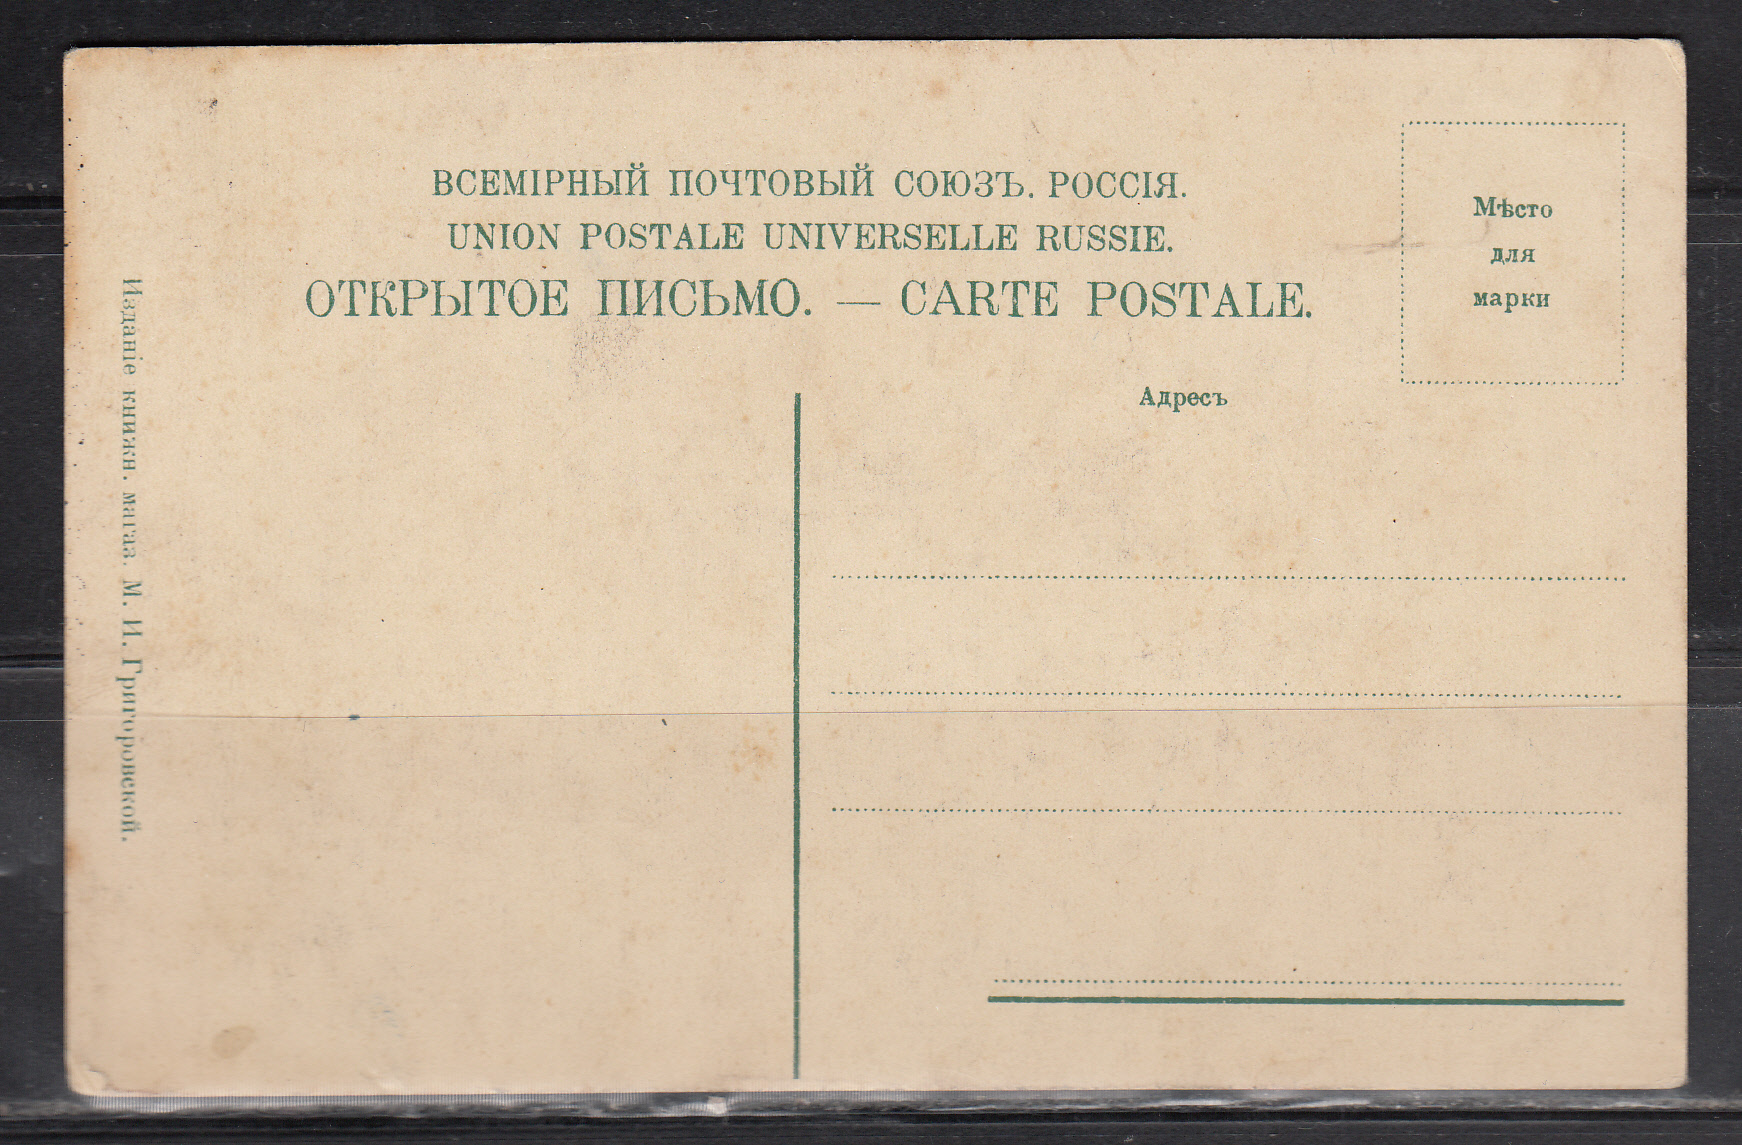 ВСЕМІРНЫЙ ПОЧТОВЫЙ СОЮЗЪ. РОССІЯ.
UNION POSTALE UNIVERSELLE RUSSIE.
ОТКРЫТОЕ ПИСЬМО. — CARTE POSTALE.
Мѣсто
для
марки
Адресъ
Изданіе книжн. магаз. М. И. Григоровской.